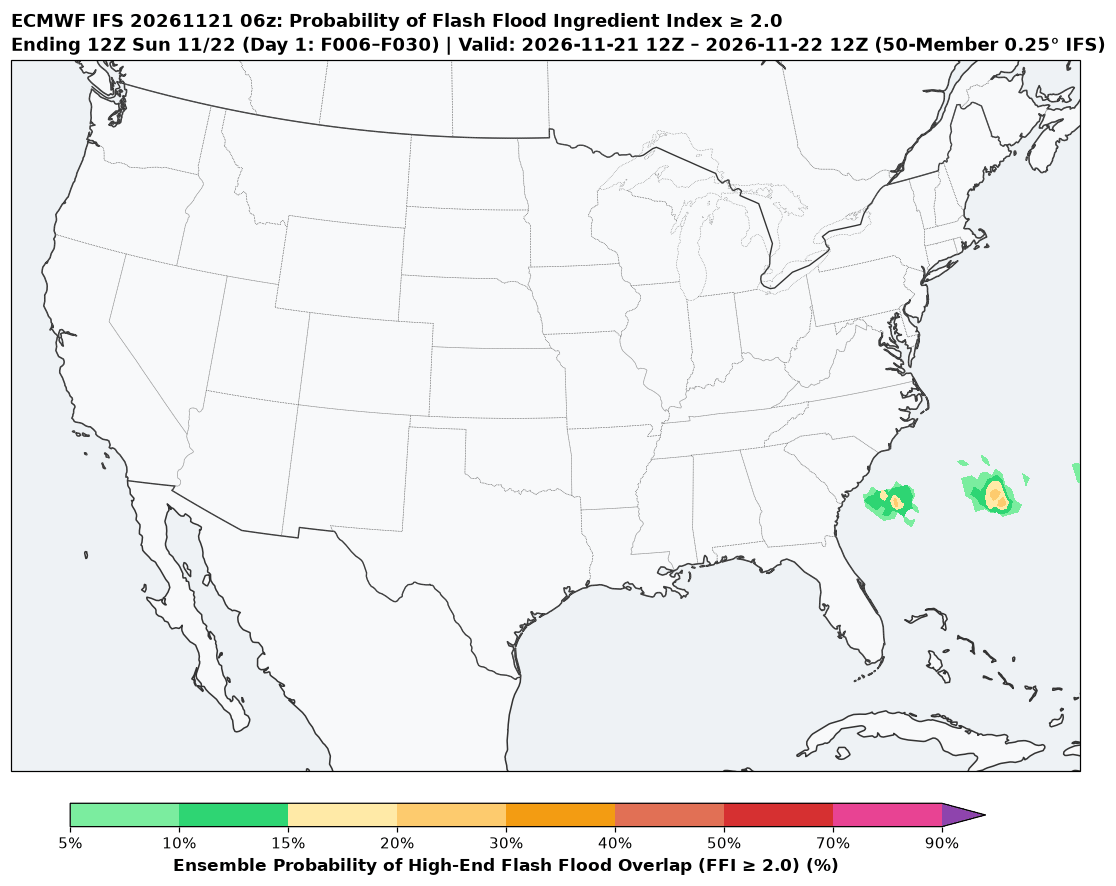 ECMWF IFS 20261121 06z: Probability of Flash Flood Ingredient Index ≥ 2.0
Ending 12Z Sun 11/22 (Day 1: F006–F030) | Valid: 2026-11-21 12Z – 2026-11-22 12Z (50-Member 0.25° IFS)
5% 10% 15% 20% 30% 40% 50% 70% 90%
Ensemble Probability of High-End Flash Flood Overlap (FFI ≥ 2.0) (%)